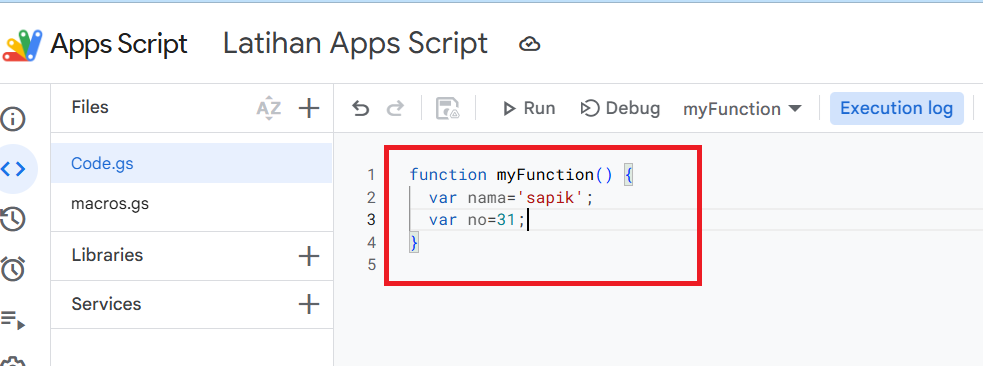 Apps Script Latihan Apps Script
Files AZ Run Debug myFunction Execution log
Code.gs
macros.gs
Libraries
Services
1 function myFunction() {
2 var nama='sapik';
3 var no=31;
4 }
5